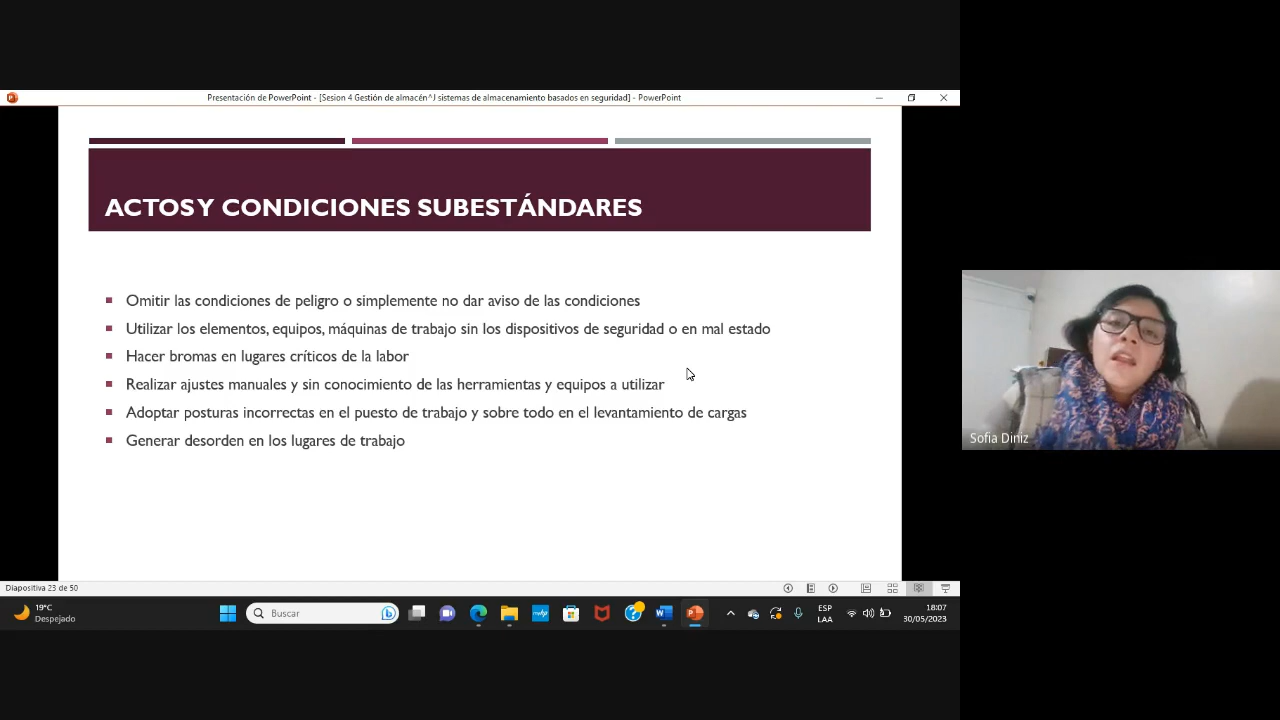 Presentación de PowerPoint - [Sesion 4 Gestión de almacén^J sistemas de almacenamiento basados en seguridad] - PowerPoint
ACTOS Y CONDICIONES SUBESTÁNDARES
Omitir las condiciones de peligro o simplemente no dar aviso de las condiciones
Utilizar los elementos, equipos, máquinas de trabajo sin los dispositivos de seguridad o en mal estado
Hacer bromas en lugares críticos de la labor
Realizar ajustes manuales y sin conocimiento de las herramientas y equipos a utilizar
Adoptar posturas incorrectas en el puesto de trabajo y sobre todo en el levantamiento de cargas
Generar desorden en los lugares de trabajo
Sofia Diniz
Diapositiva 23 de 50
19°C
Despejado
Buscar
ESP
LAA
18:07
30/05/2023